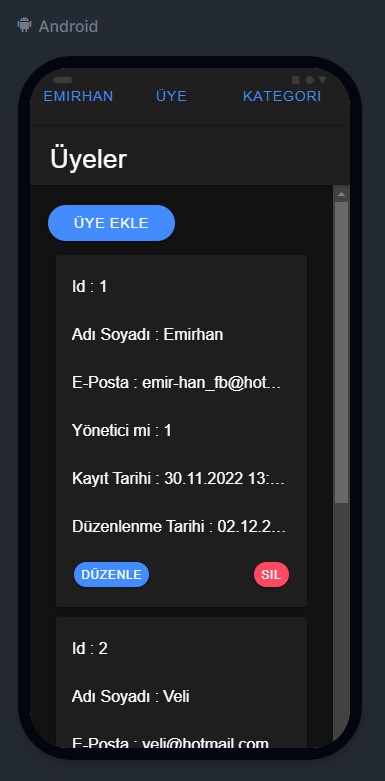 Android
EMIRHAN ÜYE KATEGORI
Üyeler
ÜYE EKLE
Id : 1
Adı Soyadı : Emirhan
E-Posta : emir-han_fb@hot...
Yönetici mi : 1
Kayıt Tarihi : 30.11.2022 13:...
Düzenlenme Tarihi : 02.12.2...
DÜZENLE SIL
Id : 2
Adı Soyadı : Veli
E-Posta : veli@hotmail.com